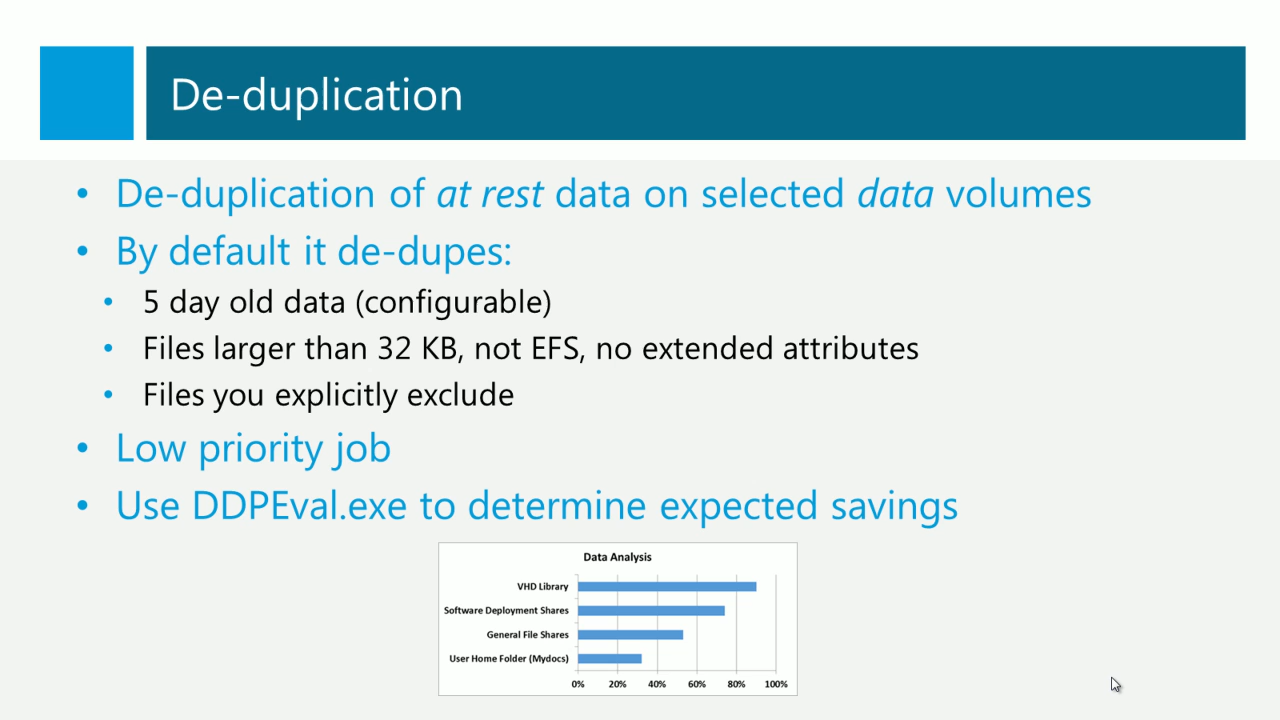 De-duplication
• De-duplication of at rest data on selected data volumes
• By default it de-dupes:
• 5 day old data (configurable)
• Files larger than 32 KB, not EFS, no extended attributes
• Files you explicitly exclude
• Low priority job
• Use DDPEval.exe to determine expected savings
Data Analysis
VHD Library
Software Deployment Shares
General File Shares
User Home Folder (Mydocs)
0% 20% 40% 60% 80% 100%